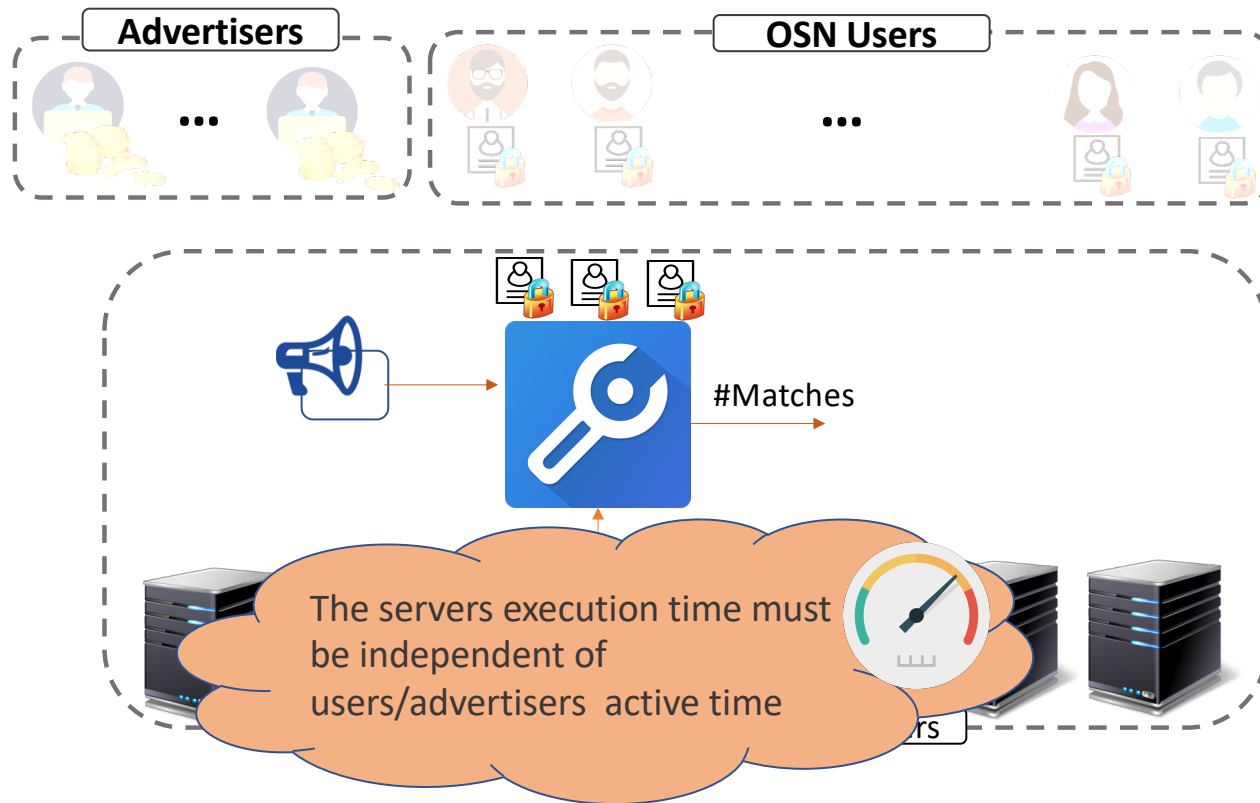 Advertisers
OSN Users
...
...
#Matches
The servers execution time must
be independent of
users/advertisers active time